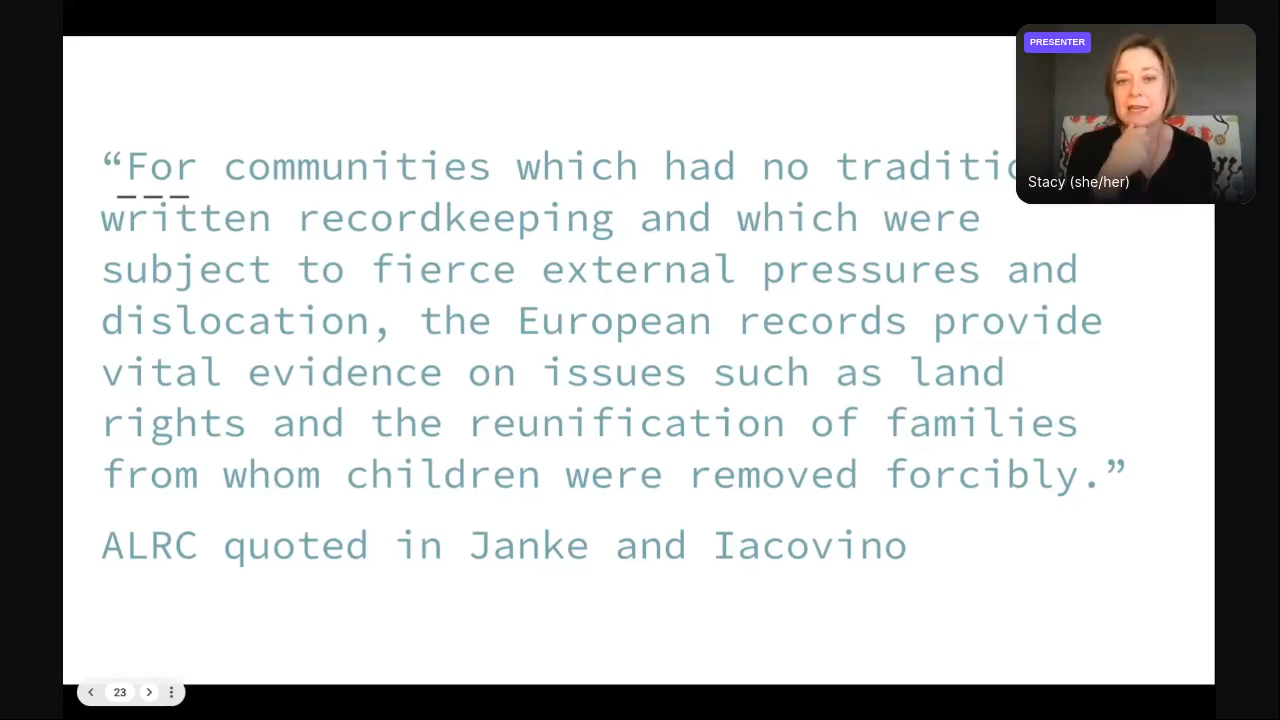 “For communities which had no
written recordkeeping and which were
subject to fierce external pressures and
dislocation, the European records provide
vital evidence on issues such as land
rights and the reunification of families
from whom children were removed forcibly.”
ALRC quoted in Janke and Iacovino
PRESENTER
Stacy (she/her)
23